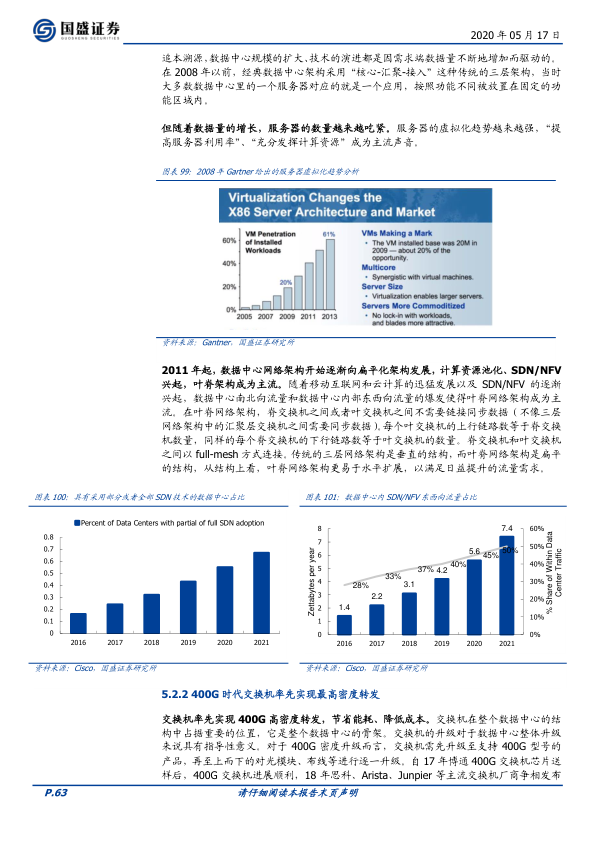 国盛证券
GUOSHENG SECURITIES
2020 年 05 月 17 日
追本溯源，数据中心规模的扩大、技术的演进都是因需求端数据量不断地增加而驱动的。
在 2008 年以前，经典数据中心架构采用“核心-汇聚-接入”这种传统的三层架构，当时
大多数数据中心里的一个服务器对应的就是一个应用，按照功能不同被放置在固定的功
能区域内。
但随着数据量的增长，服务器的数量越来越吃紧。服务器的虚拟化趋势越来越强，“提
高服务器利用率”、“充分发挥计算资源”成为主流声音。
图表 99：2008 年 Gartner 给出的服务器虚拟化趋势分析
Virtualization Changes the
X86 Server Architecture and Market
VM Penetration
of Installed
Workloads
61%
20%
60%
40%
20%
0%
2005 2007 2009 2011 2013
VMs Making a Mark
• The VM installed base was 20M in
2009 — about 20% of the
opportunity.
Multicore
• Synergistic with virtual machines.
Server Size
• Virtualization enables larger servers.
Servers More Commoditized
• No lock-in with workloads,
and blades more attractive.
资料来源：Gantner，国盛证券研究所
2011 年起，数据中心网络架构开始逐渐向扁平化架构发展，计算资源池化、SDN/NFV
兴起，叶脊架构成为主流。随着移动互联网和云计算的迅猛发展以及 SDN/NFV 的逐渐
兴起，数据中心南北向流量和数据中心内部东西向流量的爆发使得叶脊网络架构成为主
流。在叶脊网络架构，脊交换机之间或者叶交换机之间不需要链接同步数据（不像三层
网络架构中的汇聚层交换机之间需要同步数据）。每个叶交换机的上行链路数等于脊交换
机数量，同样的每个脊交换机的下行链路数等于叶交换机的数量。脊交换机和叶交换机
之间以 full-mesh 方式连接。传统的三层网络架构是垂直的结构，而叶脊网络架构是扁平
的结构，从结构上看，叶脊网络架构更易于水平扩展，以满足日益提升的流量需求。
图表 100：具有采用部分或者全部 SDN 技术的数据中心占比
Percent of Data Centers with partial of full SDN adoption
0.8
0.7
0.6
0.5
0.4
0.3
0.2
0.1
0
2016 2017 2018 2019 2020 2021
资料来源：Cisco，国盛证券研究所
图表 101：数据中心内 SDN/NFV 东西向流量占比
Zettabytes per year
8
7
6
5
4
3
2
1
0
1.4 2.2 3.1 4.2 5.6 7.4
28% 33% 37% 40% 45% 50%
60%
50%
40%
30%
20%
10%
0%
% Share of Within Data
Center Traffic
2016 2017 2018 2019 2020 2021
资料来源：Cisco，国盛证券研究所
5.2.2 400G 时代交换机率先实现最高密度转发
交换机率先实现 400G 高密度转发，节省能耗、降低成本。交换机在整个数据中心的结
构中占据重要的位置，它是整个数据中心的骨架。交换机的升级对于数据中心整体升级
来说具有指导性意义。对于 400G 密度升级而言，交换机需先升级至支持 400G 型号的
产品，再至上而下的对光模块、布线等进行逐一升级。自 17 年博通 400G 交换机芯片送
样后，400G 交换机进展顺利，18 年思科、Arista、Junpier 等主流交换机厂商争相发布
P.63
请仔细阅读本报告末页声明